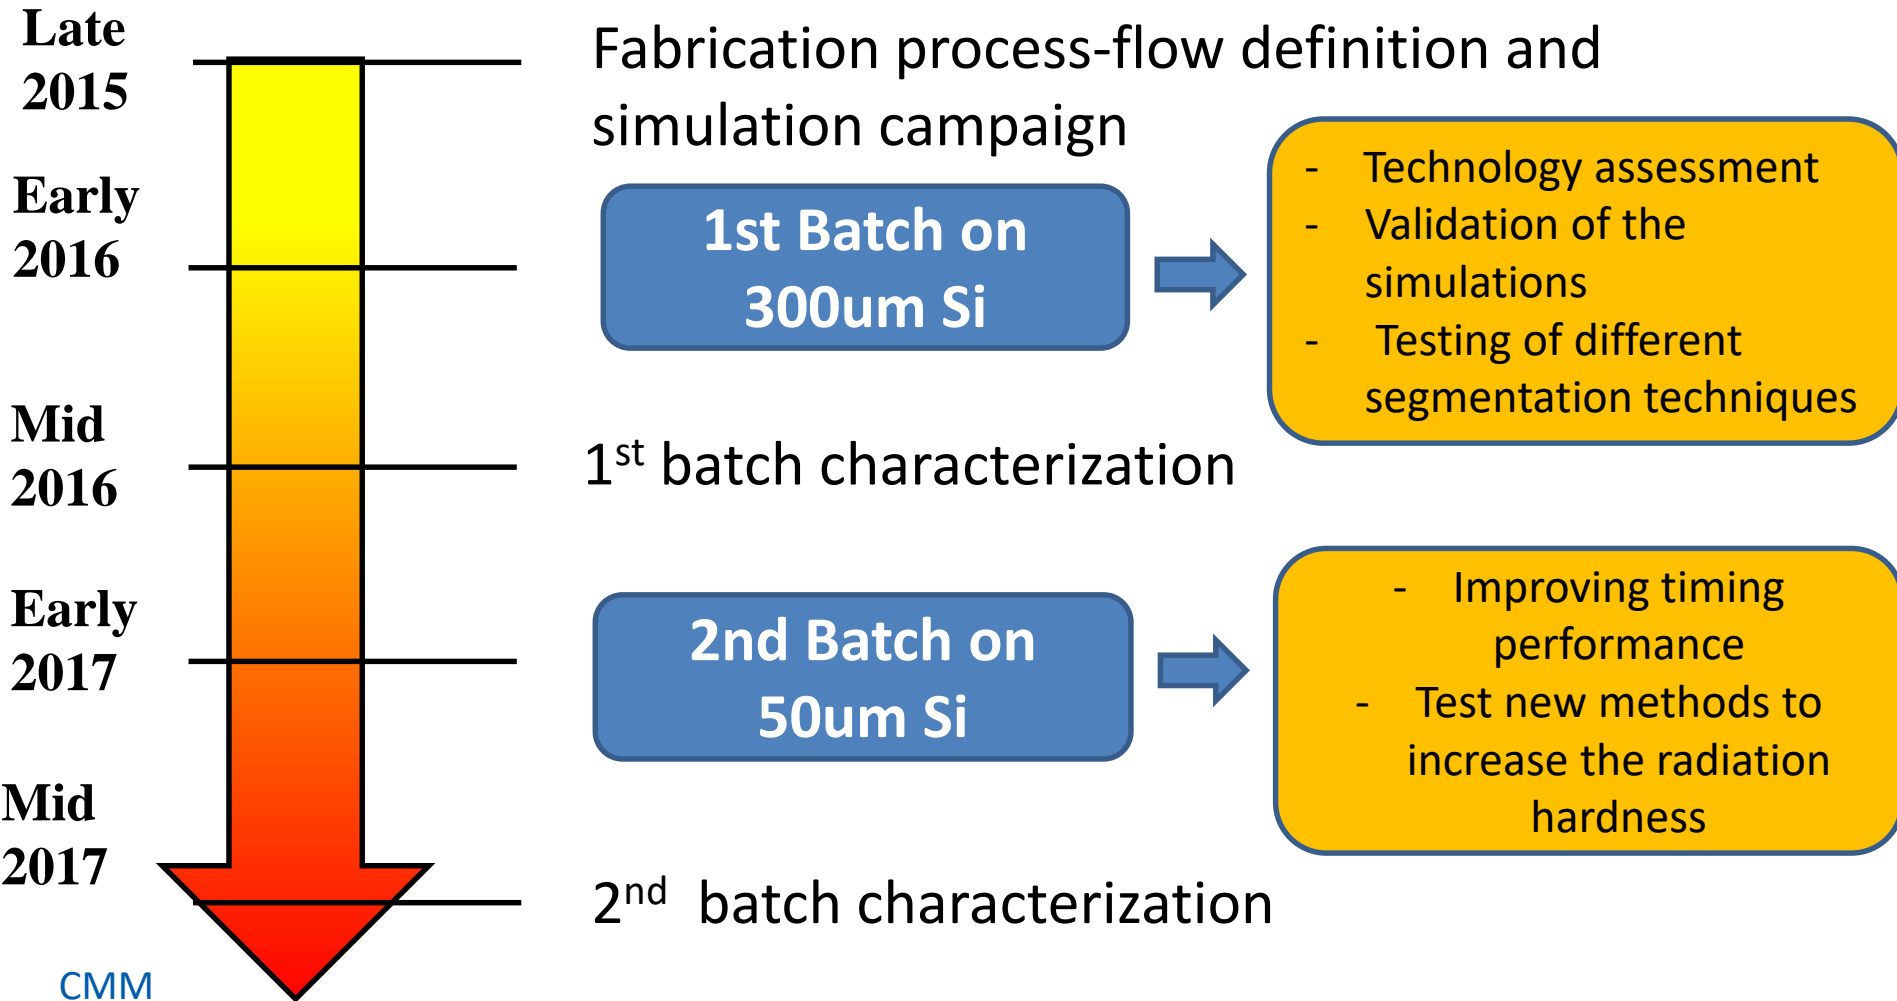 Late
2015
Fabrication process-flow definition and
simulation campaign
Early
2016
1st Batch on
300um Si
- Technology assessment
- Validation of the
simulations
- Testing of different
segmentation techniques
Mid
2016
1st batch characterization
Early
2017
2nd Batch on
50um Si
- Improving timing
performance
- Test new methods to
increase the radiation
hardness
Mid
2017
2nd batch characterization
CMM